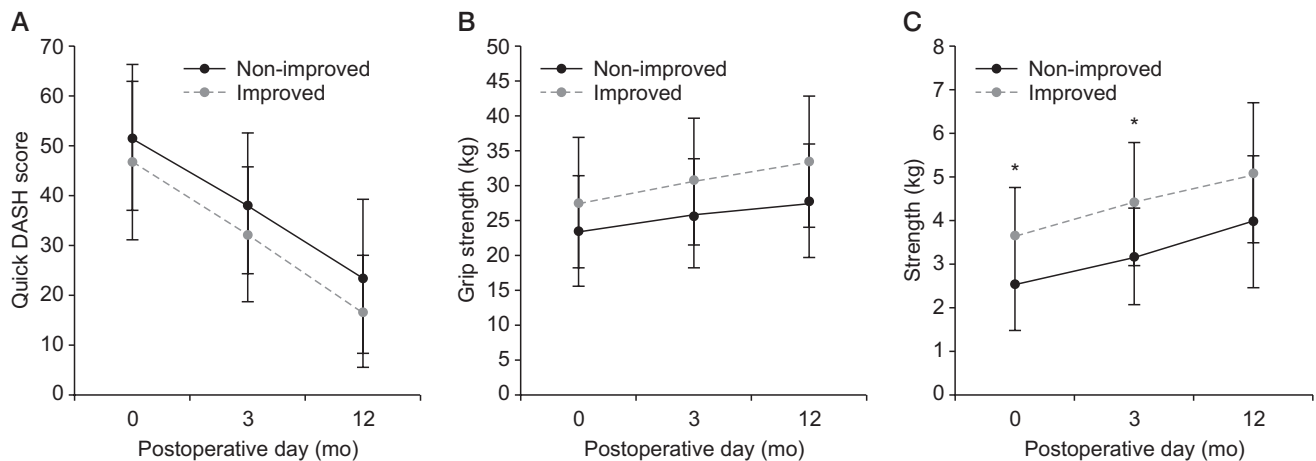 A
Quick DASH score
70
60
50
40
30
20
10
0
Non-improved
Improved
0
3
12
Postoperative day (mo)
B
Grip strength (kg)
50
45
40
35
30
25
20
15
10
5
0
Non-improved
Improved
0
3
12
Postoperative day (mo)
C
Strength (kg)
8
7
6
5
4
3
2
1
0
Non-improved
Improved
*
*
0
3
12
Postoperative day (mo)